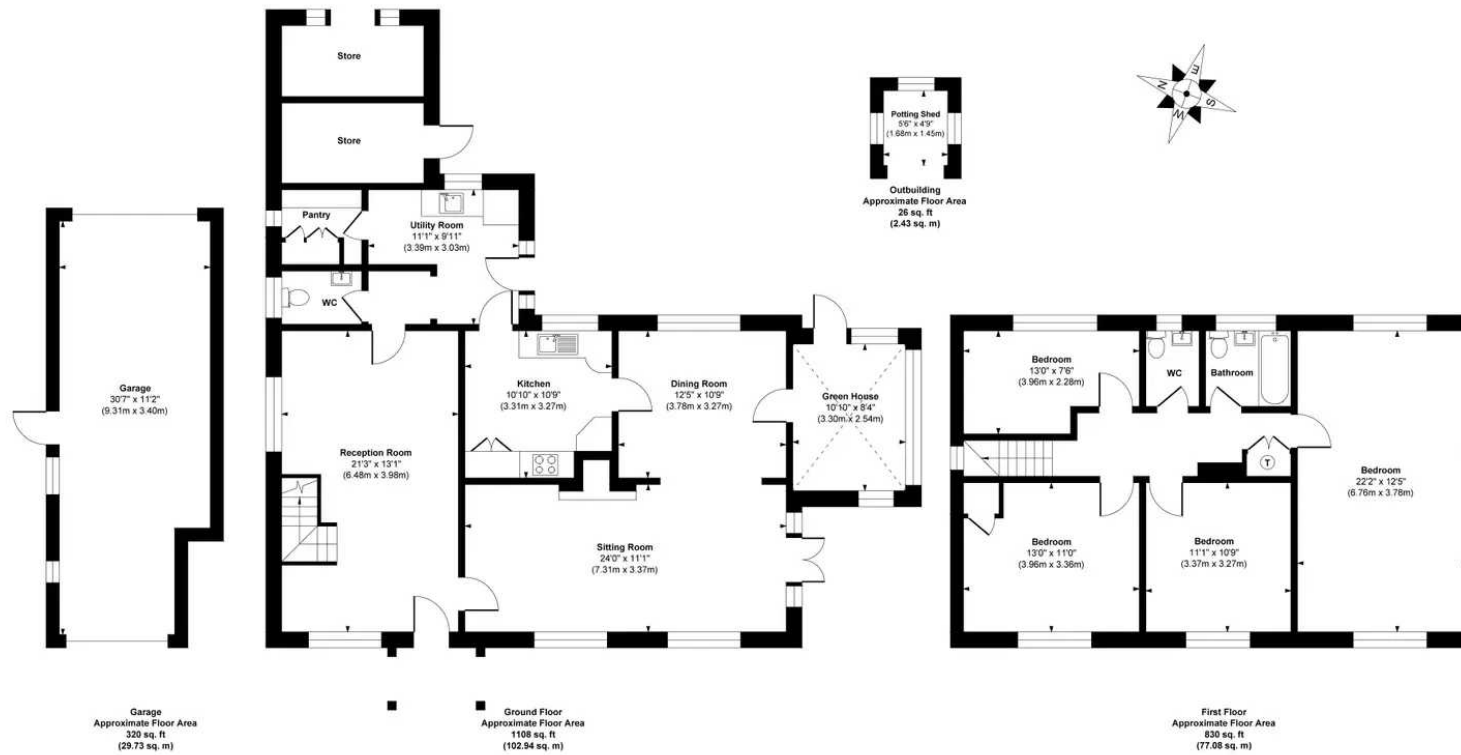 Store
Store
Pantry
Utility Room
11'1" x 9'11"
(3.39m x 3.03m)
WC
Potting Shed
5'6" x 4'9"
(1.68m x 1.45m)
Outbuilding
Approximate Floor Area
26 sq. ft
(2.43 sq. m)
N
E
S
W
Garage
30'7" x 11'2"
(9.31m x 3.40m)
Reception Room
21'3" x 13'1"
(6.48m x 3.98m)
Kitchen
10'10" x 10'9"
(3.31m x 3.27m)
Dining Room
12'5" x 10'9"
(3.78m x 3.27m)
Green House
10'10" x 8'4"
(3.30m x 2.54m)
Sitting Room
24'0" x 11'1"
(7.31m x 3.37m)
Bedroom
13'0" x 7'6"
(3.96m x 2.28m)
WC
Bathroom
T
Bedroom
22'2" x 12'5"
(6.76m x 3.78m)
Bedroom
13'0" x 11'0"
(3.96m x 3.36m)
Bedroom
11'1" x 10'9"
(3.37m x 3.27m)
Garage
Approximate Floor Area
320 sq. ft
(29.73 sq. m)
Ground Floor
Approximate Floor Area
1108 sq. ft
(102.94 sq. m)
First Floor
Approximate Floor Area
830 sq. ft
(77.08 sq. m)